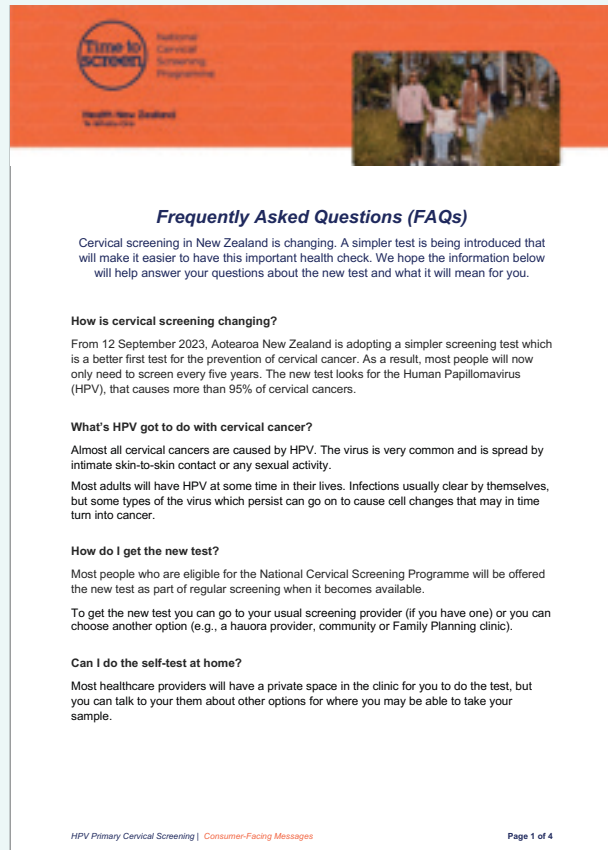 Time to
screen
National
Cervical
Screening
Programme
Health New Zealand
Te Whatu Ora
Frequently Asked Questions (FAQs)
Cervical screening in New Zealand is changing. A simpler test is being introduced that
will make it easier to have this important health check. We hope the information below
will help answer your questions about the new test and what it will mean for you.
How is cervical screening changing?
From 12 September 2023, Aotearoa New Zealand is adopting a simpler screening test which
is a better first test for the prevention of cervical cancer. As a result, most people will now
only need to screen every five years. The new test looks for the Human Papillomavirus
(HPV), that causes more than 95% of cervical cancers.
What's HPV got to do with cervical cancer?
Almost all cervical cancers are caused by HPV. The virus is very common and is spread by
intimate skin-to-skin contact or any sexual activity.
Most adults will have HPV at some time in their lives. Infections usually clear by themselves,
but some types of the virus which persist can go on to cause cell changes that may in time
turn into cancer.
How do I get the new test?
Most people who are eligible for the National Cervical Screening Programme will be offered
the new test as part of regular screening when it becomes available.
To get the new test you can go to your usual screening provider (if you have one) or you can
choose another option (e.g., a hauora provider, community or Family Planning clinic).
Can I do the self-test at home?
Most healthcare providers will have a private space in the clinic for you to do the test, but
you can talk to your them about other options for where you may be able to take your
sample.
HPV Primary Cervical Screening | Consumer-Facing Messages
Page 1 of 4